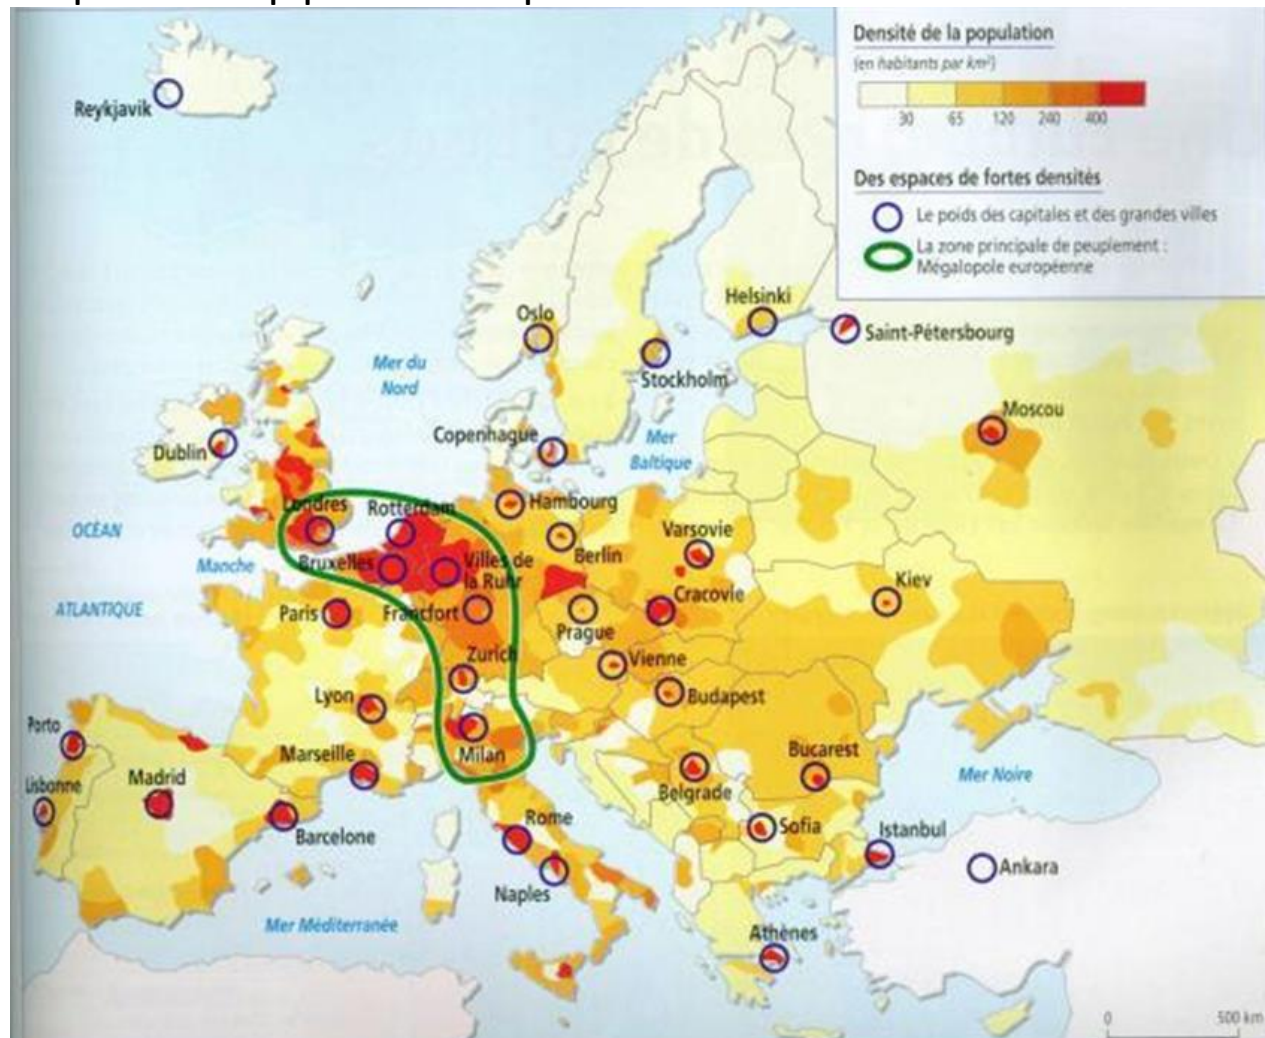 Densité de la population
(en habitants par km²)
30 65 120 240 400
Des espaces de fortes densités
Le poids des capitales et des grandes villes
La zone principale de peuplement :
Mégalopole européenne
Reykjavik
Helsinki
Oslo
Saint-Pétersbourg
Mer du
Nord
Stockholm
Moscou
Copenhague
Mer
Baltique
Dublin
Londres
Rotterdam
Hambourg
OCÉAN
Varsovie
Berlin
Manche
Bruxelles
Villes de
la Ruhr
Kiev
Cracovie
ATLANTIQUE
Paris
Francfort
Prague
Zurich
Vienne
Lyon
Budapest
Porto
Marseille
Milan
Bucarest
Mer Noire
Lisbonne
Madrid
Belgrade
Rome
Sofia
Istanbul
Barcelone
Ankara
Naples
Mer Méditerranée
Athènes
0 500 km